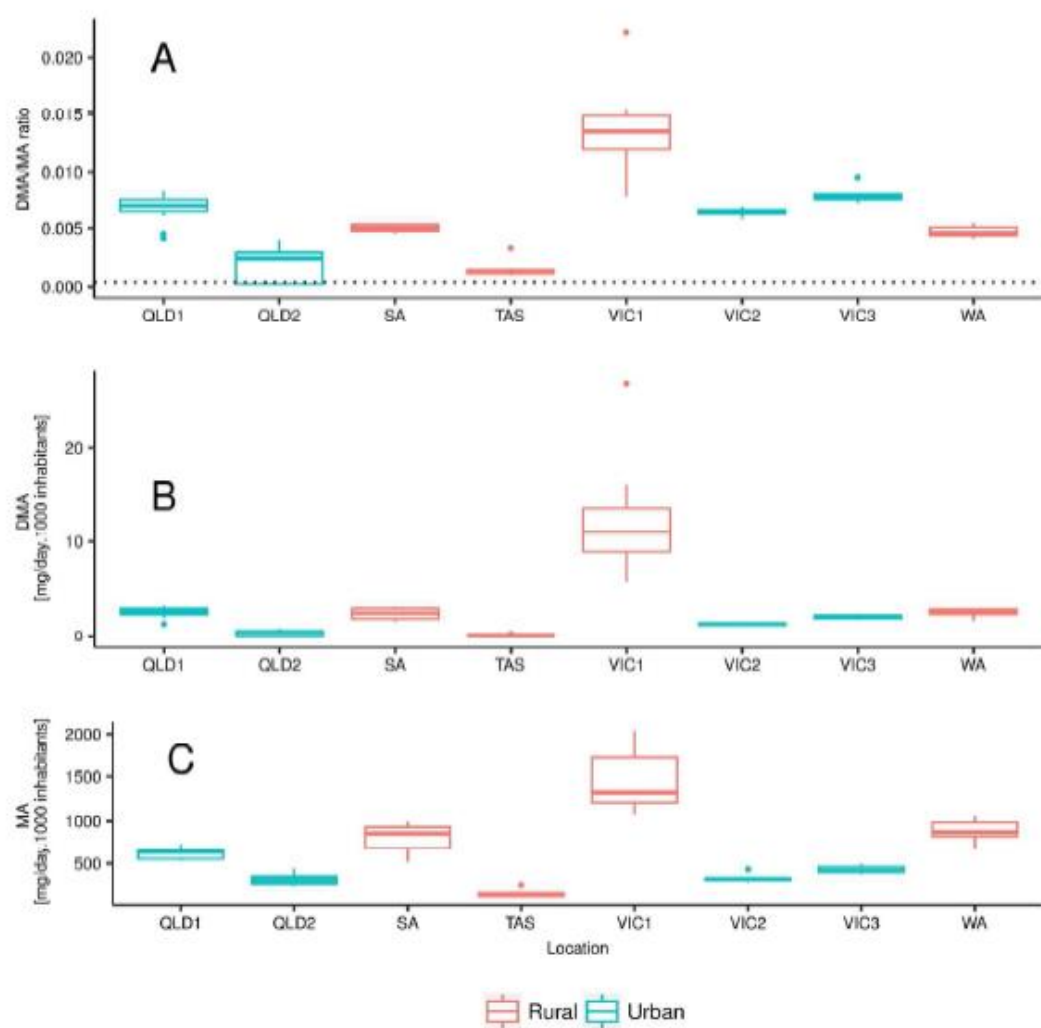 A
DMA/MA ratio
0.020
0.015
0.010
0.005
0.000
QLD1 QLD2 SA TAS VIC1 VIC2 VIC3 WA
B
DMA
[mg/day.1000 inhabitants]
20
10
0
QLD1 QLD2 SA TAS VIC1 VIC2 VIC3 WA
C
MA
[mg/day.1000 inhabitants]
2000
1500
1000
500
QLD1 QLD2 SA TAS VIC1 VIC2 VIC3 WA
Location
Rural Urban